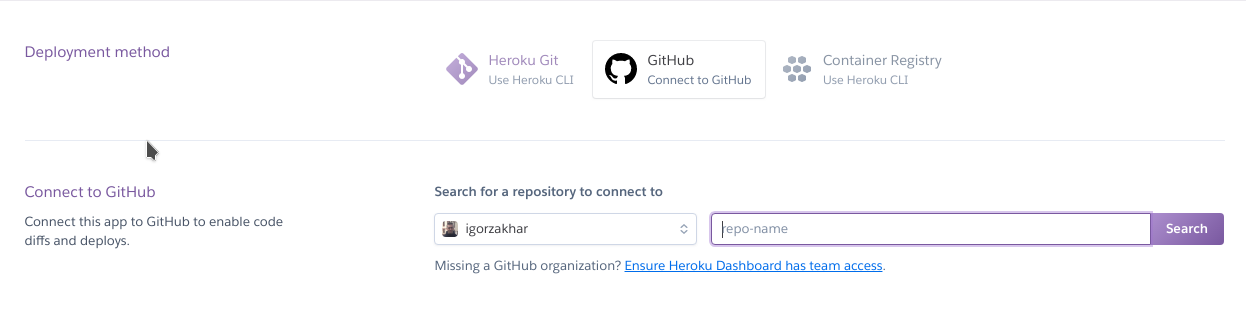 Deployment method
Heroku Git
Use Heroku CLI
GitHub
Connect to GitHub
Container Registry
Use Heroku CLI
Connect to GitHub
Connect this app to GitHub to enable code
diffs and deploys.
Search for a repository to connect to
igorzakhar
repo-name
Search
Missing a GitHub organization? Ensure Heroku Dashboard has team access.